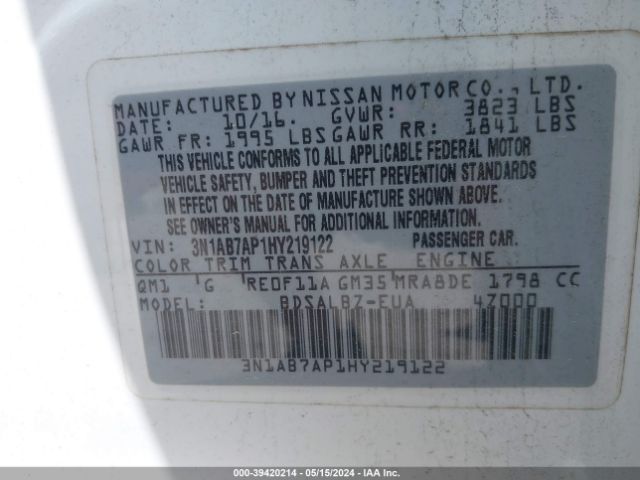 MANUFACTURED BY NISSAN MOTOR CO., LTD.
DATE: 10/16. GVWR: 3823 LBS
GAWR FR: 1995 LBS GAWR RR: 1841 LBS
THIS VEHICLE CONFORMS TO ALL APPLICABLE FEDERAL MOTOR
VEHICLE SAFETY, BUMPER AND THEFT PREVENTION STANDARDS
IN EFFECT ON THE DATE OF MANUFACTURE SHOWN ABOVE.
SEE OWNER'S MANUAL FOR ADDITIONAL INFORMATION.
VIN: 3N1AB7AP1HY219122 PASSENGER CAR.
COLOR TRIM TRANS AXLE ENGINE
QM1 G RE0F11A GM35 MRA8DE 1798 CC
MODEL: BDSALBZ-EUA 4Z000
3N1AB7AP1HY219122
000-39420214 - 05/15/2024 - IAA Inc.